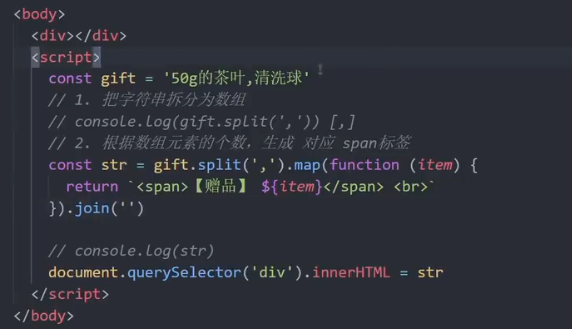 <body>
<div></div>
<script>
const gift = '50g的茶叶,清洗球'
// 1. 把字符串拆分为数组
// console.log(gift.split(',')) [,]
// 2. 根据数组元素的个数，生成 对应 span标签
const str = gift.split(',').map(function (item) {
return `<span>【赠品】 ${item}</span> <br>`
}).join('')
// console.log(str)
document.querySelector('div').innerHTML = str
</script>
</body>